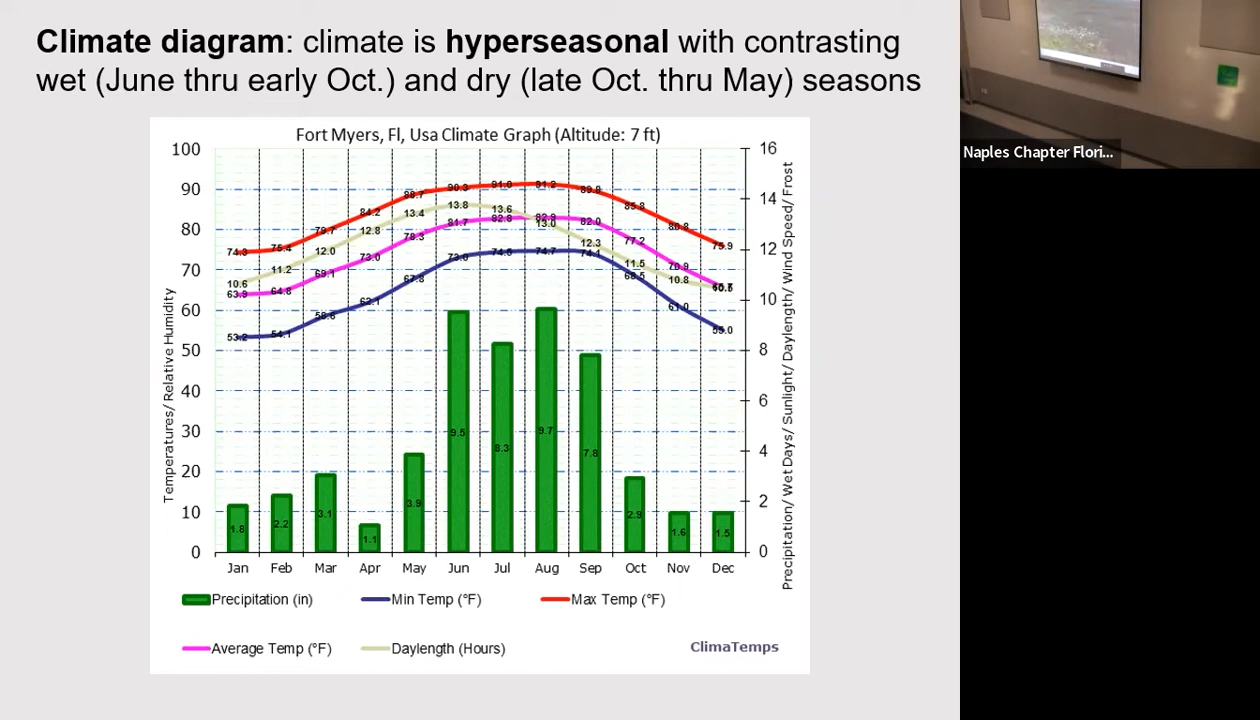 Climate diagram: climate is hyperseasonal with contrasting
wet (June thru early Oct.) and dry (late Oct. thru May) seasons
Naples Chapter Flori...
Fort Myers, Fl, Usa Climate Graph (Altitude: 7 ft)
Temperatures/ Relative Humidity
100
90
80
70
60
50
40
30
20
10
0
74.3 75.4 79.7 84.2 88.7 90.3 91.0 91.2 89.8 85.8 80.8 75.9
10.6 11.2 12.0 12.8 13.4 13.8 13.6 13.0 12.3 11.5 10.8
63.9 64.8 69.1 73.0 78.3 81.7 82.8 82.9 82.0 77.2 70.9
53.2 54.1 58.6 62.1 67.8 73.0 74.6 74.7 74.1 68.5 61.0 55.0
1.8 2.2 3.1 1.1 3.9 9.5 8.3 9.7 7.8 2.9 1.6 1.5
16
14
12
10
8
6
4
2
0
Precipitation/ Wet Days/ Sunlight/ Daylength/ Wind Speed/ Frost
Jan Feb Mar Apr May Jun Jul Aug Sep Oct Nov Dec
Precipitation (in) Min Temp (°F) Max Temp (°F)
Average Temp (°F) Daylength (Hours)
ClimaTemps